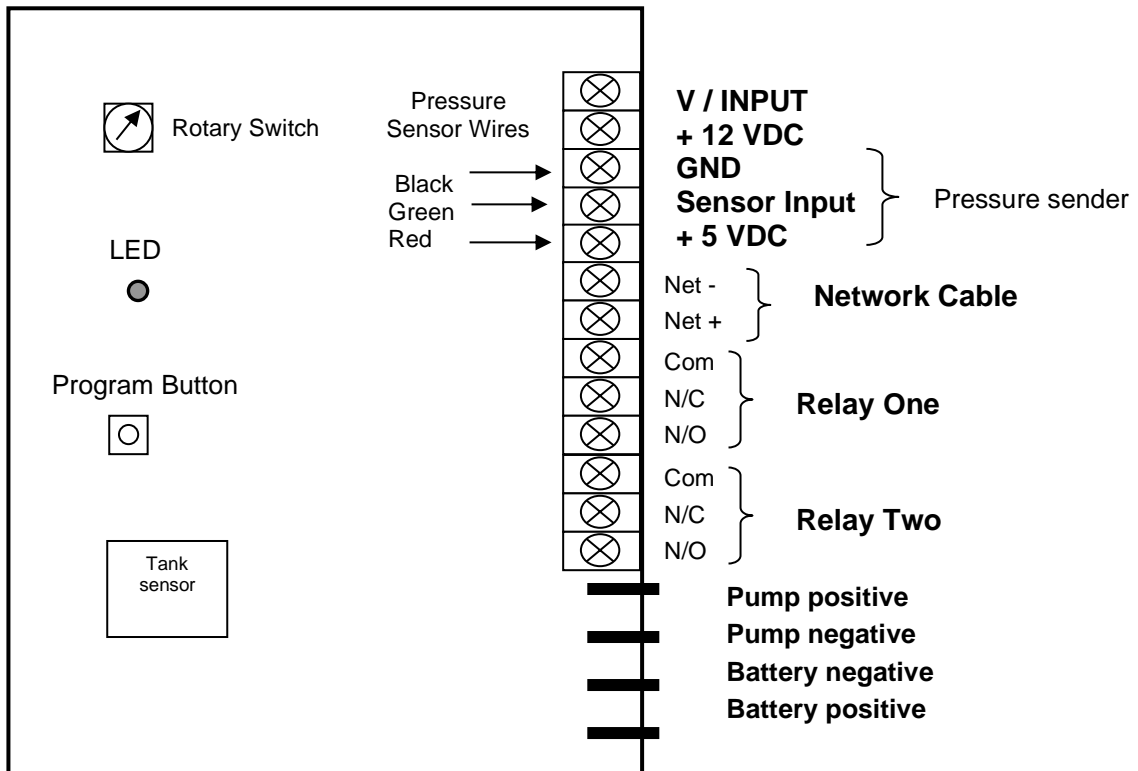 Rotary Switch
LED
Program Button
Tank
sensor
Pressure
Sensor Wires
Black
Green
Red
V / INPUT
+ 12 VDC
GND
Sensor Input
+ 5 VDC
Pressure sender
Net -
Net +
Network Cable
Com
N/C
N/O
Relay One
Com
N/C
N/O
Relay Two
Pump positive
Pump negative
Battery negative
Battery positive